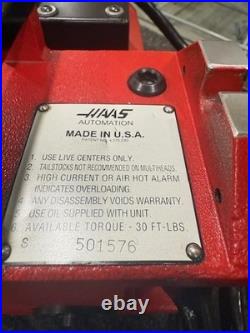 HAAS
AUTOMATION
MADE IN U.S.A.
1. USE LIVE CENTERS ONLY.
2. TAILSTOCKS NOT RECOMMENDED ON MULTIHEADS.
3. HIGH CURRENT OR AIR HOT ALARM
INDICATES OVERLOADING.
4. ANY DISASSEMBLY VOIDS WARRANTY.
5. USE OIL SUPPLIED WITH UNIT.
6. AVAILABLE TORQUE - 30 FT-LBS.
S 501576